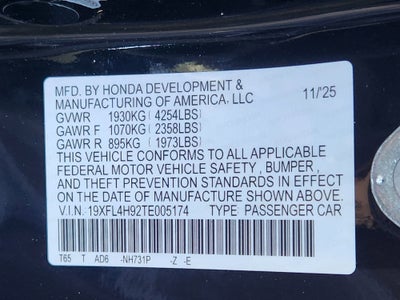 MFD. BY HONDA DEVELOPMENT &
MANUFACTURING OF AMERICA. LLC 11/'25
GVWR 1930KG ( 4254LBS)
GAWR F 1070KG ( 2358LBS)
GAWR R 895KG ( 1973LBS)
THIS VEHICLE CONFORMS TO ALL APPLICABLE
FEDERAL MOTOR VEHICLE SAFETY , BUMPER ,
AND THEFT PREVENTION STANDARDS IN EFFECT
ON THE DATE OF MANUFACTURE SHOWN ABOVE.
V.I.N. 19XFL4H92TE005174 TYPE PASSENGER CAR
T65 T AD6 -NH731P -Z -E